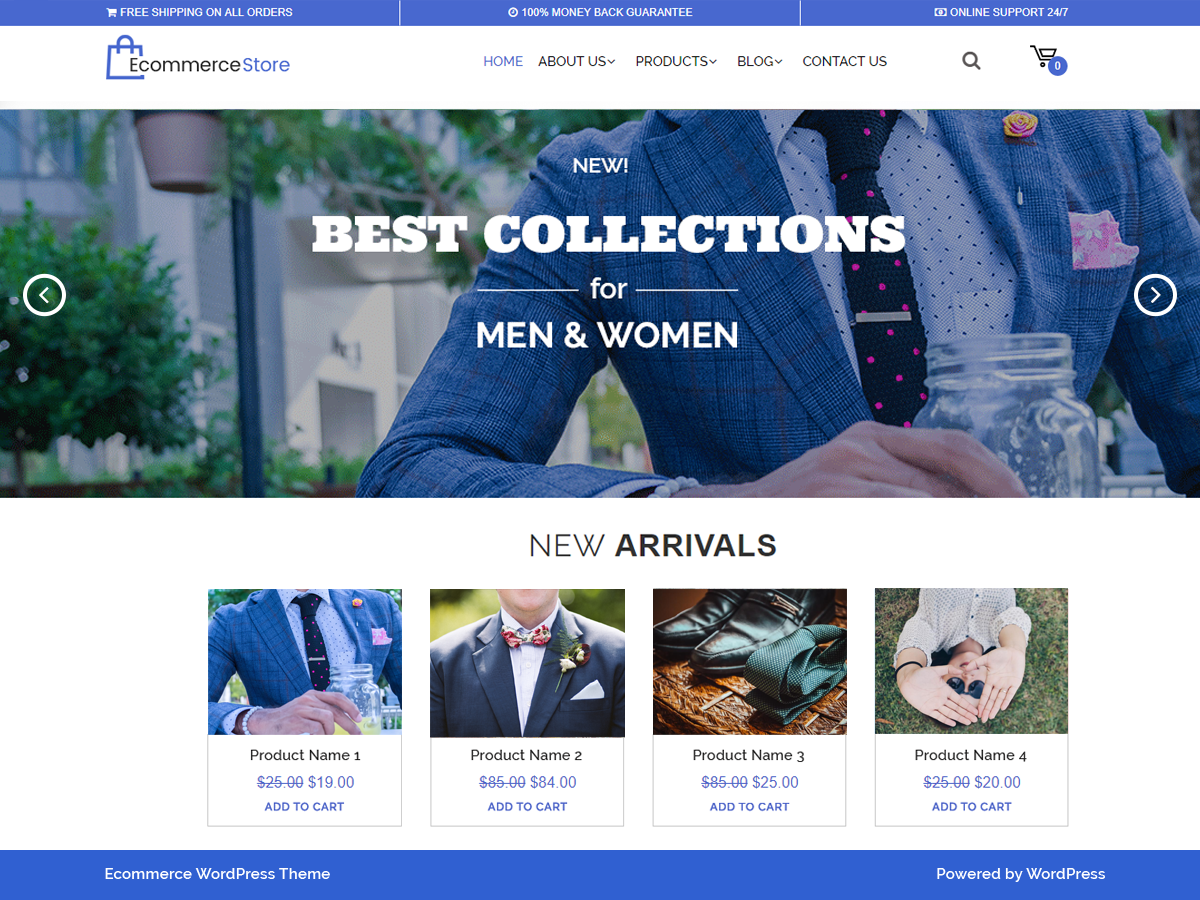 FREE SHIPPING ON ALL ORDERS
100% MONEY BACK GUARANTEE
ONLINE SUPPORT 24/7
EcommerceStore
HOME ABOUT US PRODUCTS BLOG CONTACT US
0
NEW!
BEST COLLECTIONS
for
MEN & WOMEN
NEW ARRIVALS
Product Name 1
$25.00 $19.00
ADD TO CART
Product Name 2
$85.00 $84.00
ADD TO CART
Product Name 3
$85.00 $25.00
ADD TO CART
Product Name 4
$25.00 $20.00
ADD TO CART
Ecommerce WordPress Theme
Powered by WordPress